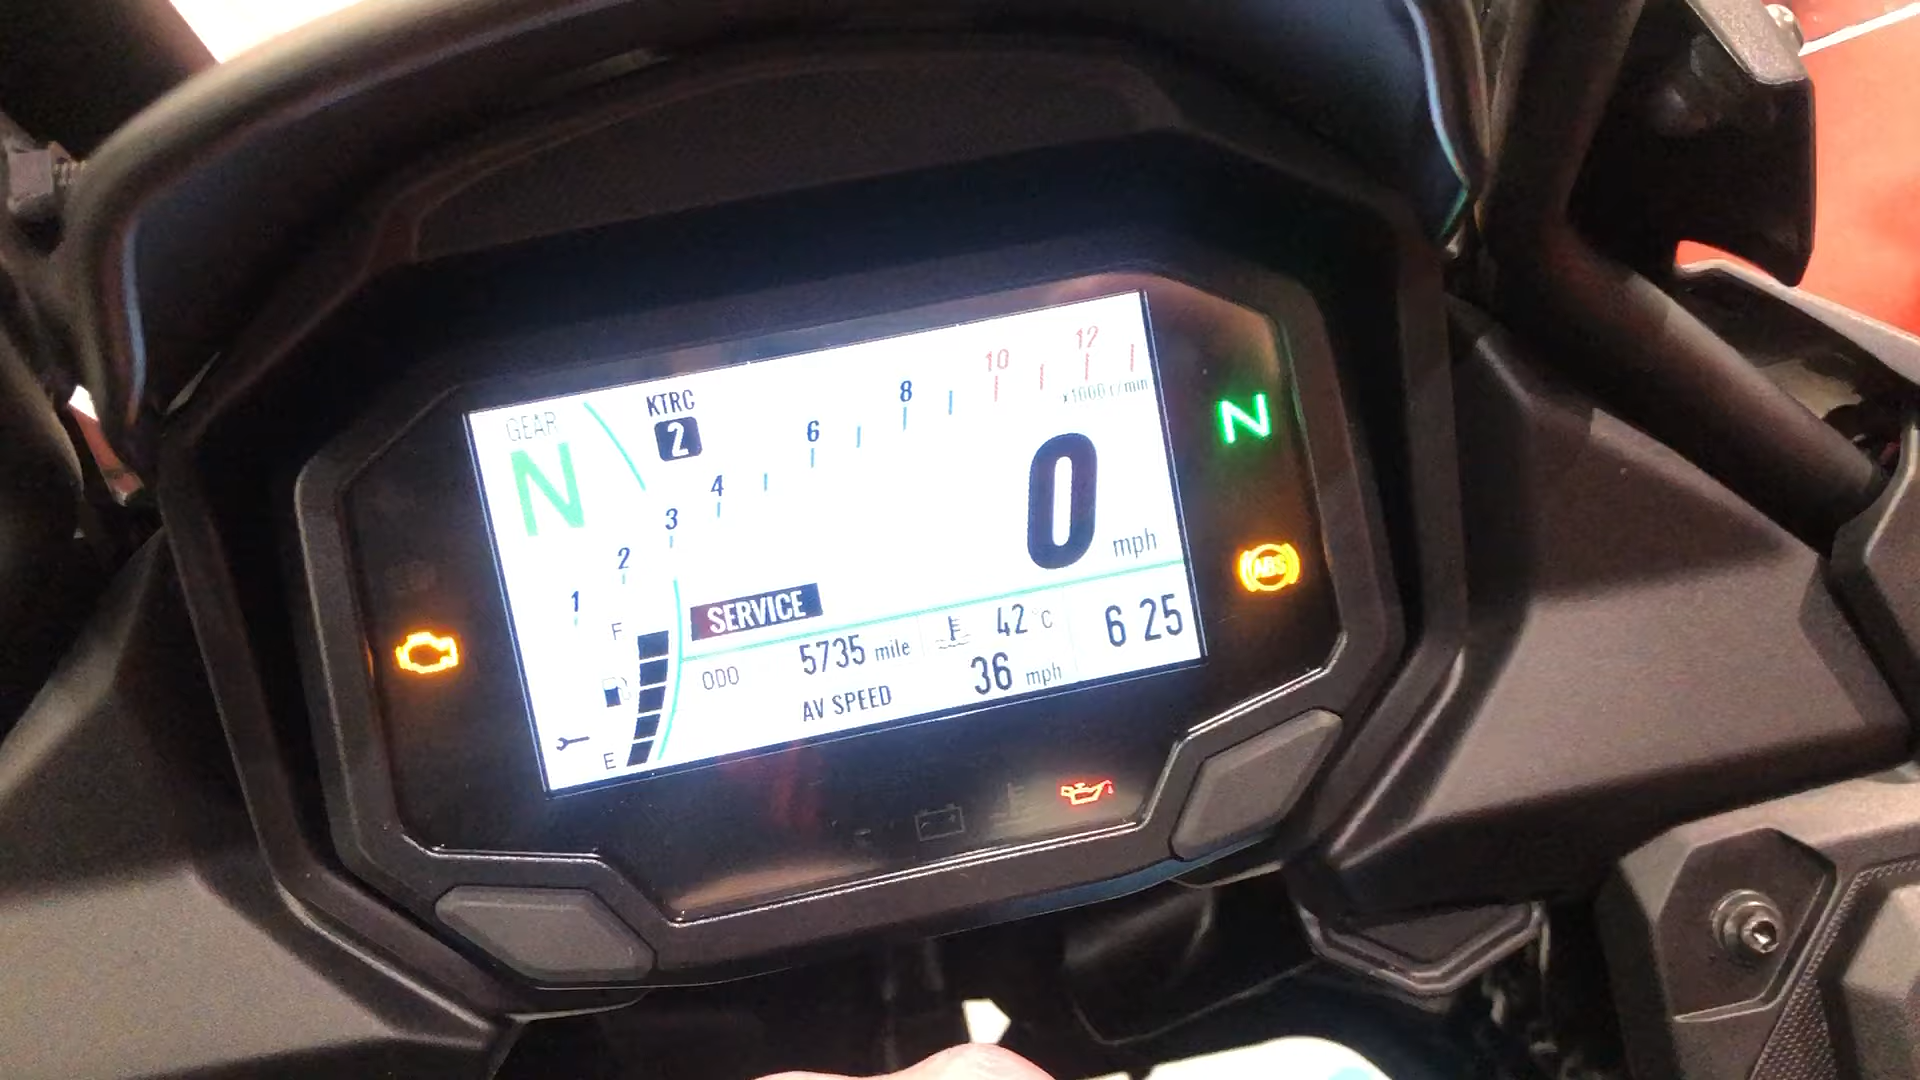 GEAR
N
KTRC
2
1
2
3
4
6
8
10
12
x1000 r/min
0 mph
N
ABS
SERVICE
F
E
ODO 5735 mile
42 °C
6 25
AV SPEED 36 mph